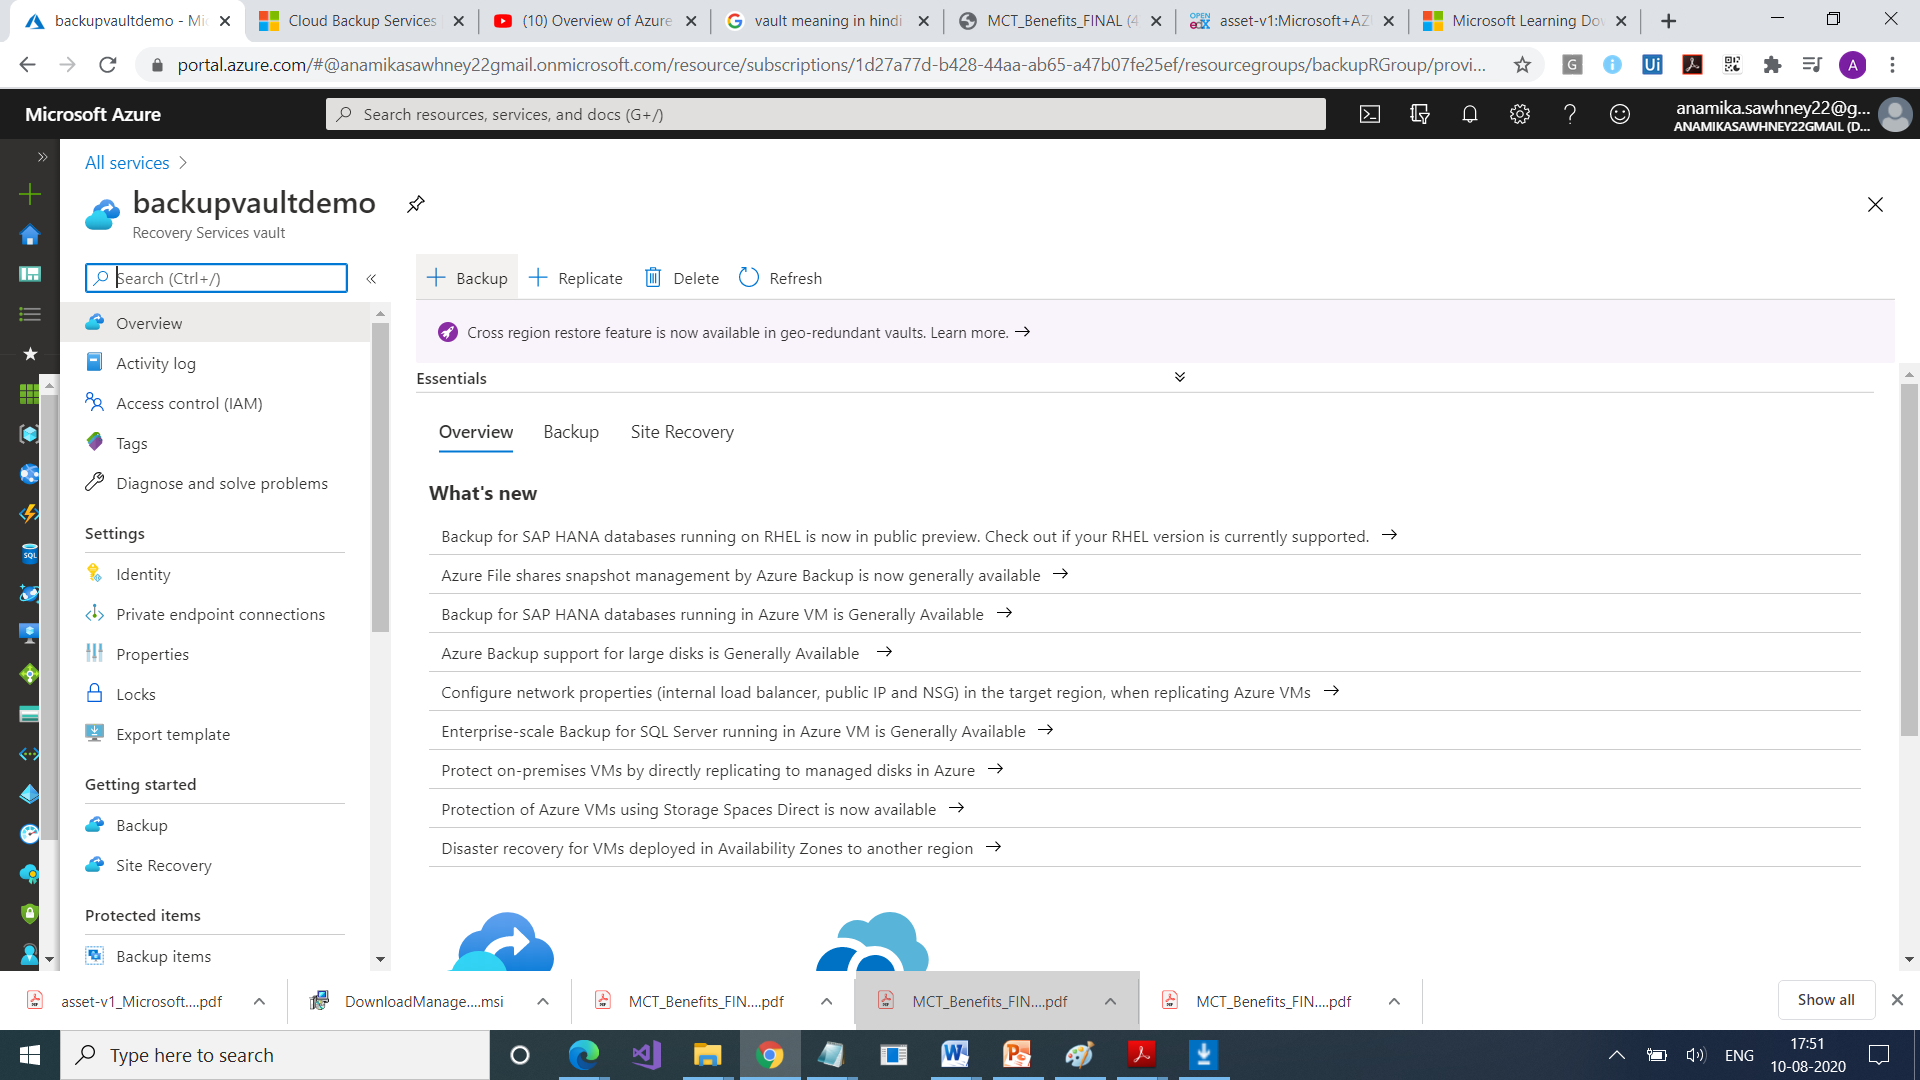 backupvaultdemo - Mi
Cloud Backup Services
(10) Overview of Azure
vault meaning in hindi
MCT_Benefits_FINAL (4
asset-v1:Microsoft+AZ
Microsoft Learning Dow
portal.azure.com/#@anamikasawhney22gmail.onmicrosoft.com/resource/subscriptions/1d27a77d-b428-44aa-ab65-a47b07fe25ef/resourcegroups/backupRGroup/provi...
Microsoft Azure
Search resources, services, and docs (G+/)
anamika.sawhney22@g...
ANAMIKASAWHNEY22GMAIL (D...
All services
backupvaultdemo
Recovery Services vault
Search (Ctrl+/)
Backup
Replicate
Delete
Refresh
Overview
Activity log
Access control (IAM)
Tags
Diagnose and solve problems
Settings
Identity
Private endpoint connections
Properties
Locks
Export template
Getting started
Backup
Site Recovery
Protected items
Backup items
Cross region restore feature is now available in geo-redundant vaults. Learn more.
Essentials
Overview
Backup
Site Recovery
What's new
Backup for SAP HANA databases running on RHEL is now in public preview. Check out if your RHEL version is currently supported.
Azure File shares snapshot management by Azure Backup is now generally available
Backup for SAP HANA databases running in Azure VM is Generally Available
Azure Backup support for large disks is Generally Available
Configure network properties (internal load balancer, public IP and NSG) in the target region, when replicating Azure VMs
Enterprise-scale Backup for SQL Server running in Azure VM is Generally Available
Protect on-premises VMs by directly replicating to managed disks in Azure
Protection of Azure VMs using Storage Spaces Direct is now available
Disaster recovery for VMs deployed in Availability Zones to another region
asset-v1_Microsoft....pdf
DownloadManage....msi
MCT_Benefits_FIN....pdf
MCT_Benefits_FIN....pdf
MCT_Benefits_FIN....pdf
Show all
Type here to search
ENG
17:51
10-08-2020